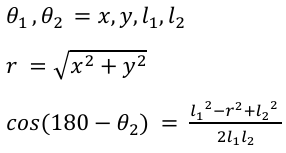 θ₁ ,θ₂ = x, y, l₁, l₂
r = √(x² + y²)
cos(180 − θ₂) = (l₁² − r² + l₂²) / (2l₁l₂)